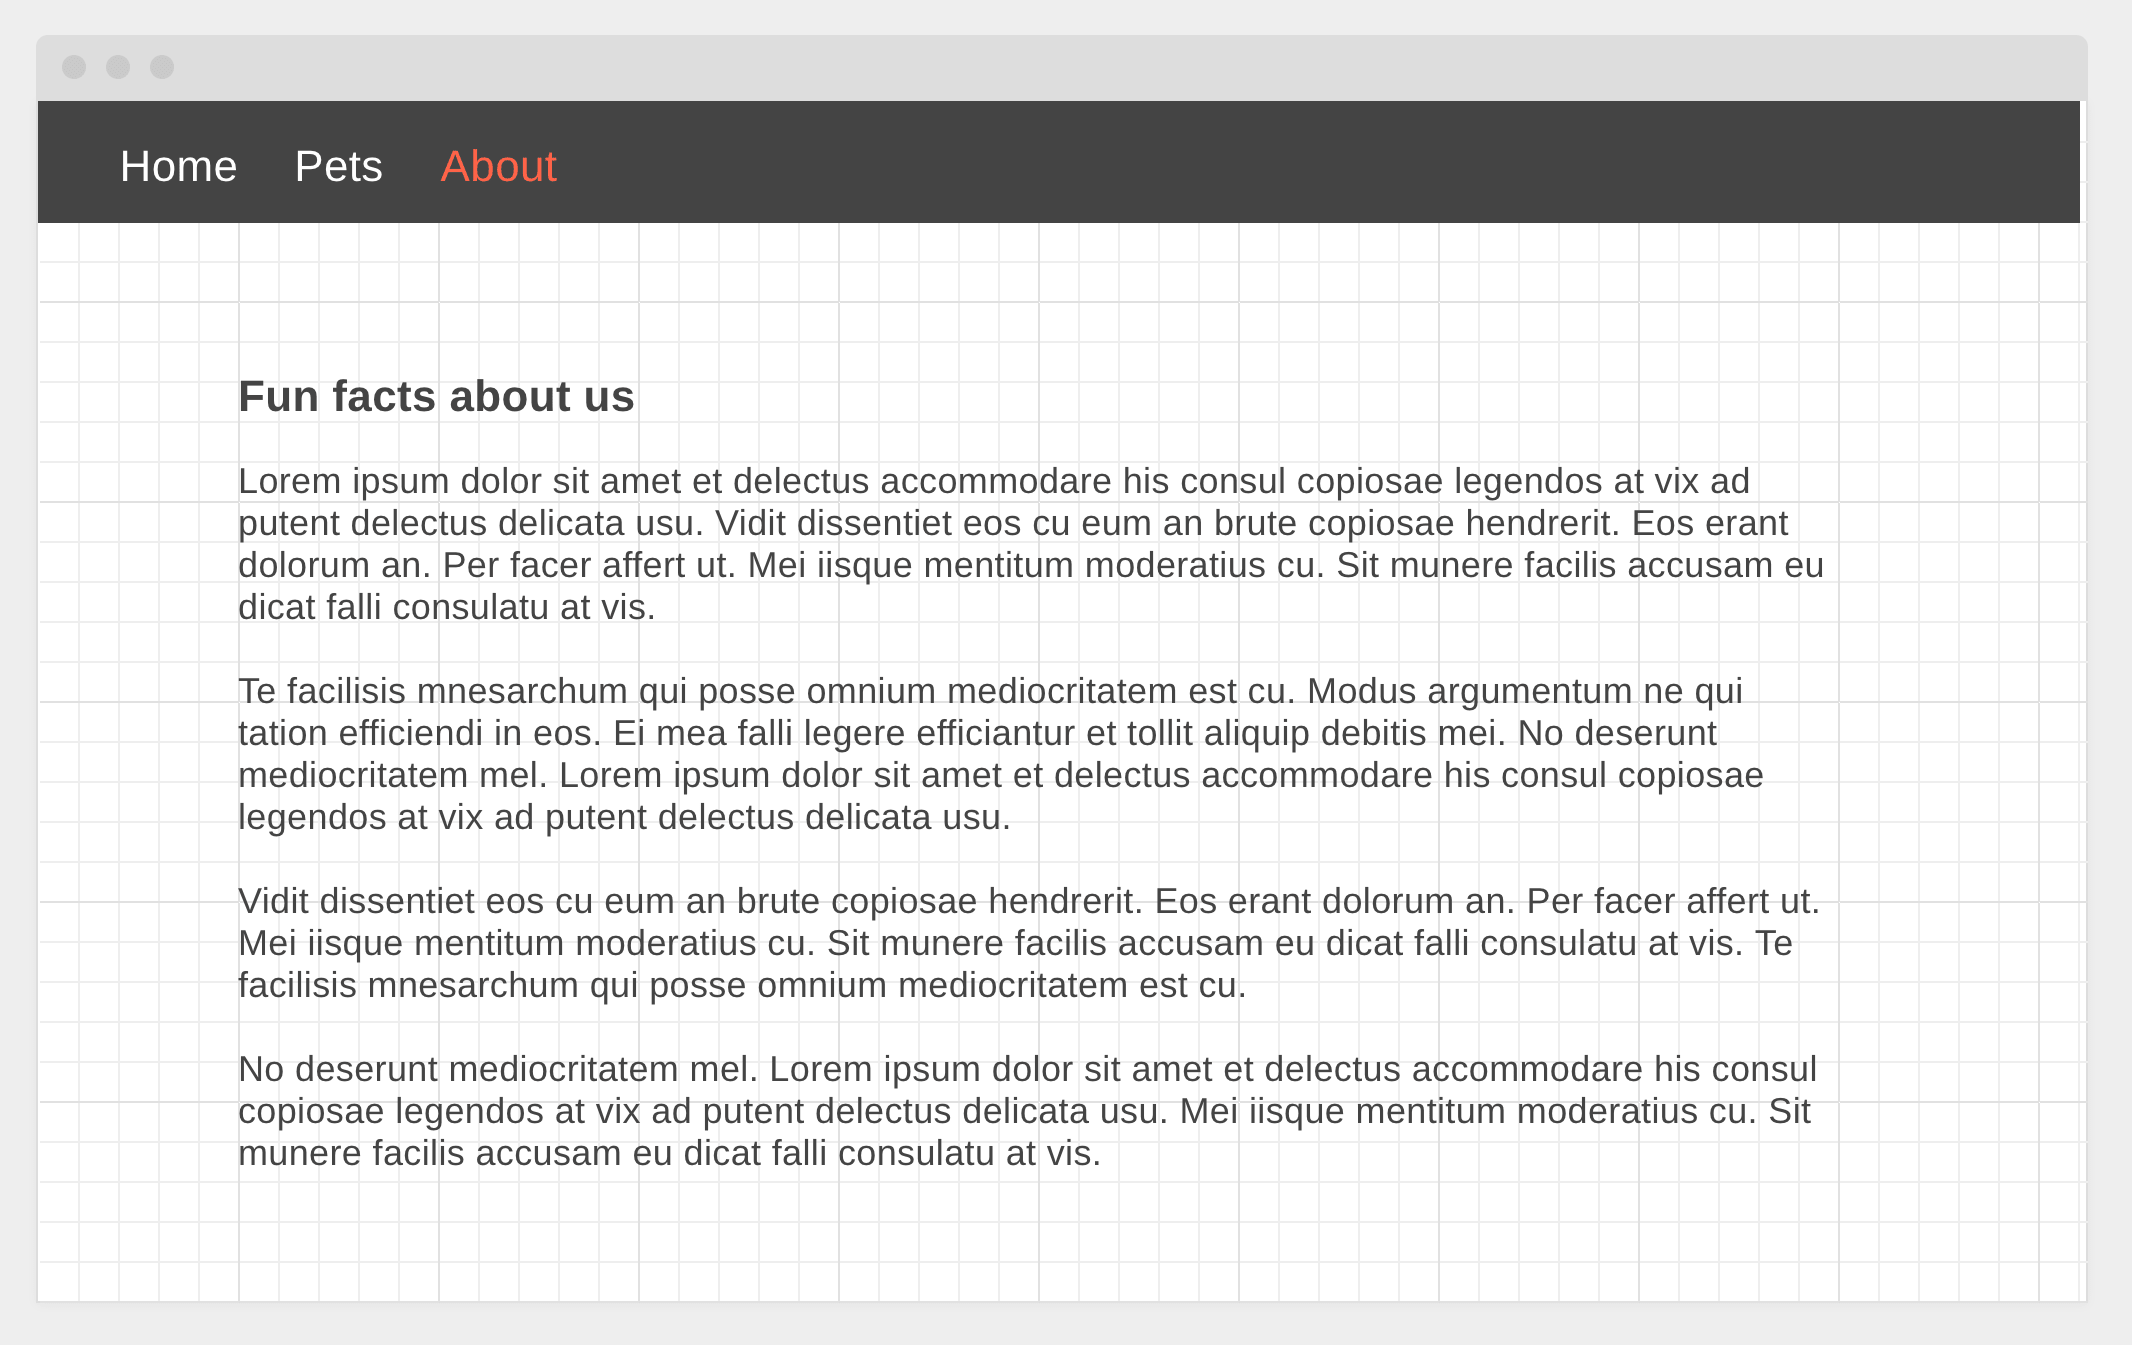 Home Pets About
Fun facts about us
Lorem ipsum dolor sit amet et delectus accommodare his consul copiosae legendos at vix ad
putent delectus delicata usu. Vidit dissentiet eos cu eum an brute copiosae hendrerit. Eos erant
dolorum an. Per facer affert ut. Mei iisque mentitum moderatius cu. Sit munere facilis accusam eu
dicat falli consulatu at vis.
Te facilisis mnesarchum qui posse omnium mediocritatem est cu. Modus argumentum ne qui
tation efficiendi in eos. Ei mea falli legere efficiantur et tollit aliquip debitis mei. No deserunt
mediocritatem mel. Lorem ipsum dolor sit amet et delectus accommodare his consul copiosae
legendos at vix ad putent delectus delicata usu.
Vidit dissentiet eos cu eum an brute copiosae hendrerit. Eos erant dolorum an. Per facer affert ut.
Mei iisque mentitum moderatius cu. Sit munere facilis accusam eu dicat falli consulatu at vis. Te
facilisis mnesarchum qui posse omnium mediocritatem est cu.
No deserunt mediocritatem mel. Lorem ipsum dolor sit amet et delectus accommodare his consul
copiosae legendos at vix ad putent delectus delicata usu. Mei iisque mentitum moderatius cu. Sit
munere facilis accusam eu dicat falli consulatu at vis.